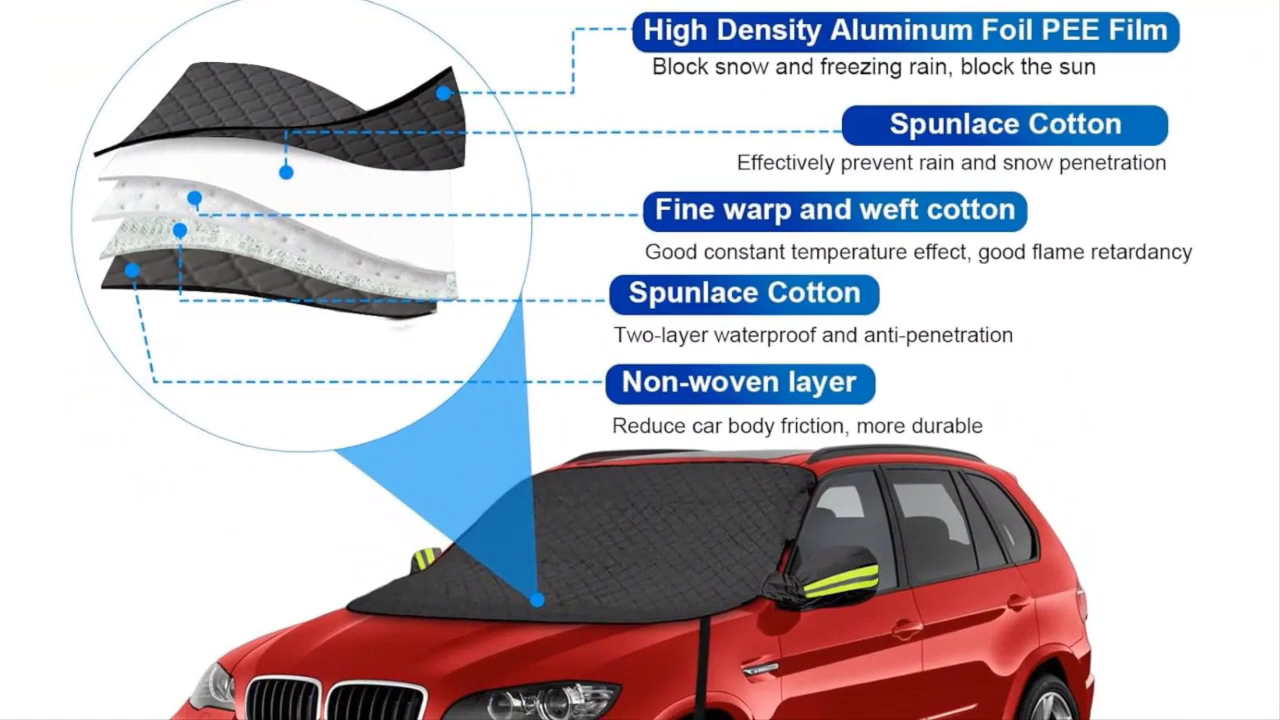 High Density Aluminum Foil PEE Film
Block snow and freezing rain, block the sun
Spunlace Cotton
Effectively prevent rain and snow penetration
Fine warp and weft cotton
Good constant temperature effect, good flame retardancy
Spunlace Cotton
Two-layer waterproof and anti-penetration
Non-woven layer
Reduce car body friction, more durable